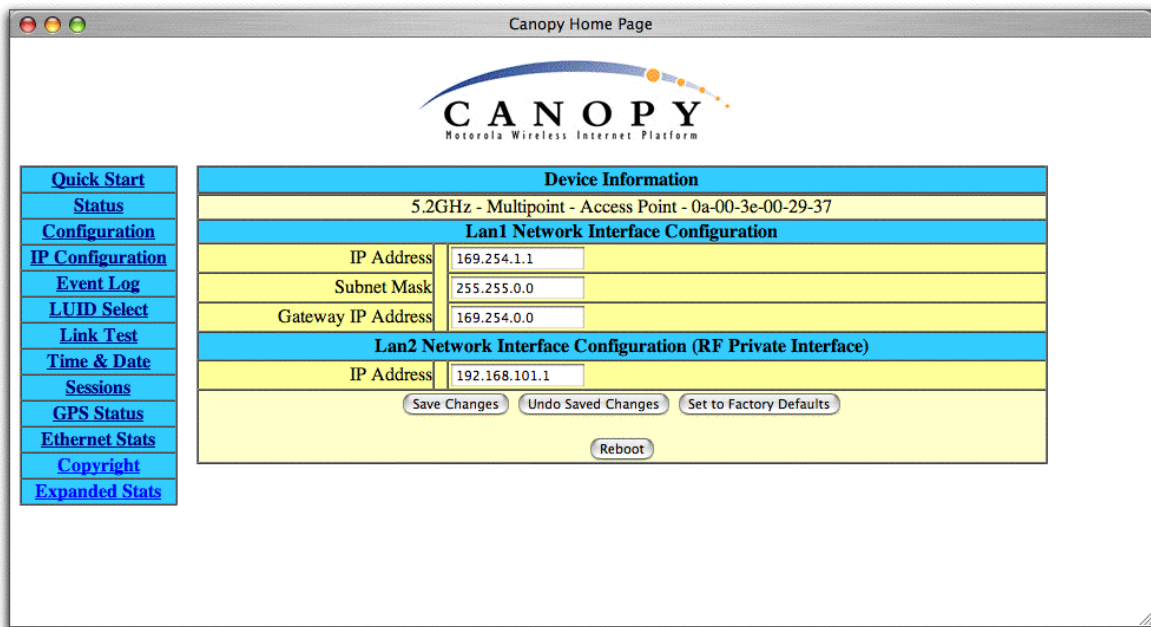 Canopy Home Page
CANOPY
Motorola Wireless Internet Platform
Quick Start
Status
Configuration
IP Configuration
Event Log
LUID Select
Link Test
Time & Date
Sessions
GPS Status
Ethernet Stats
Copyright
Expanded Stats
Device Information
5.2GHz - Multipoint - Access Point - 0a-00-3e-00-29-37
Lan1 Network Interface Configuration
IP Address 169.254.1.1
Subnet Mask 255.255.0.0
Gateway IP Address 169.254.0.0
Lan2 Network Interface Configuration (RF Private Interface)
IP Address 192.168.101.1
Save Changes Undo Saved Changes Set to Factory Defaults
Reboot